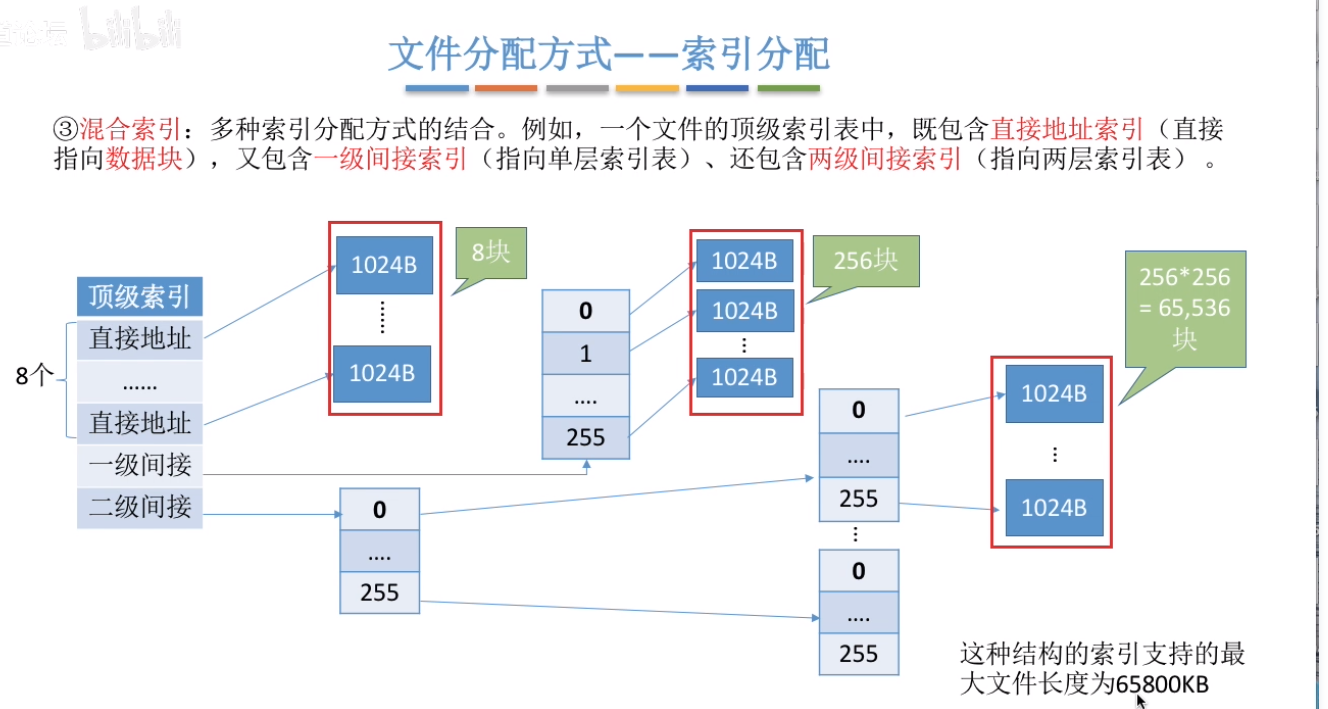 bilibili
文件分配方式——索引分配
③混合索引：多种索引分配方式的结合。例如，一个文件的顶级索引表中，既包含直接地址索引（直接
指向数据块），又包含一级间接索引（指向单层索引表）、还包含两级间接索引（指向两层索引表） 。
顶级索引
8个
直接地址
......
直接地址
一级间接
二级间接
1024B
1024B
8块
0
1
....
255
1024B
1024B
1024B
256块
0
....
255
0
....
255
0
....
255
1024B
1024B
256*256
= 65,536
块
这种结构的索引支持的最
大文件长度为65800KB